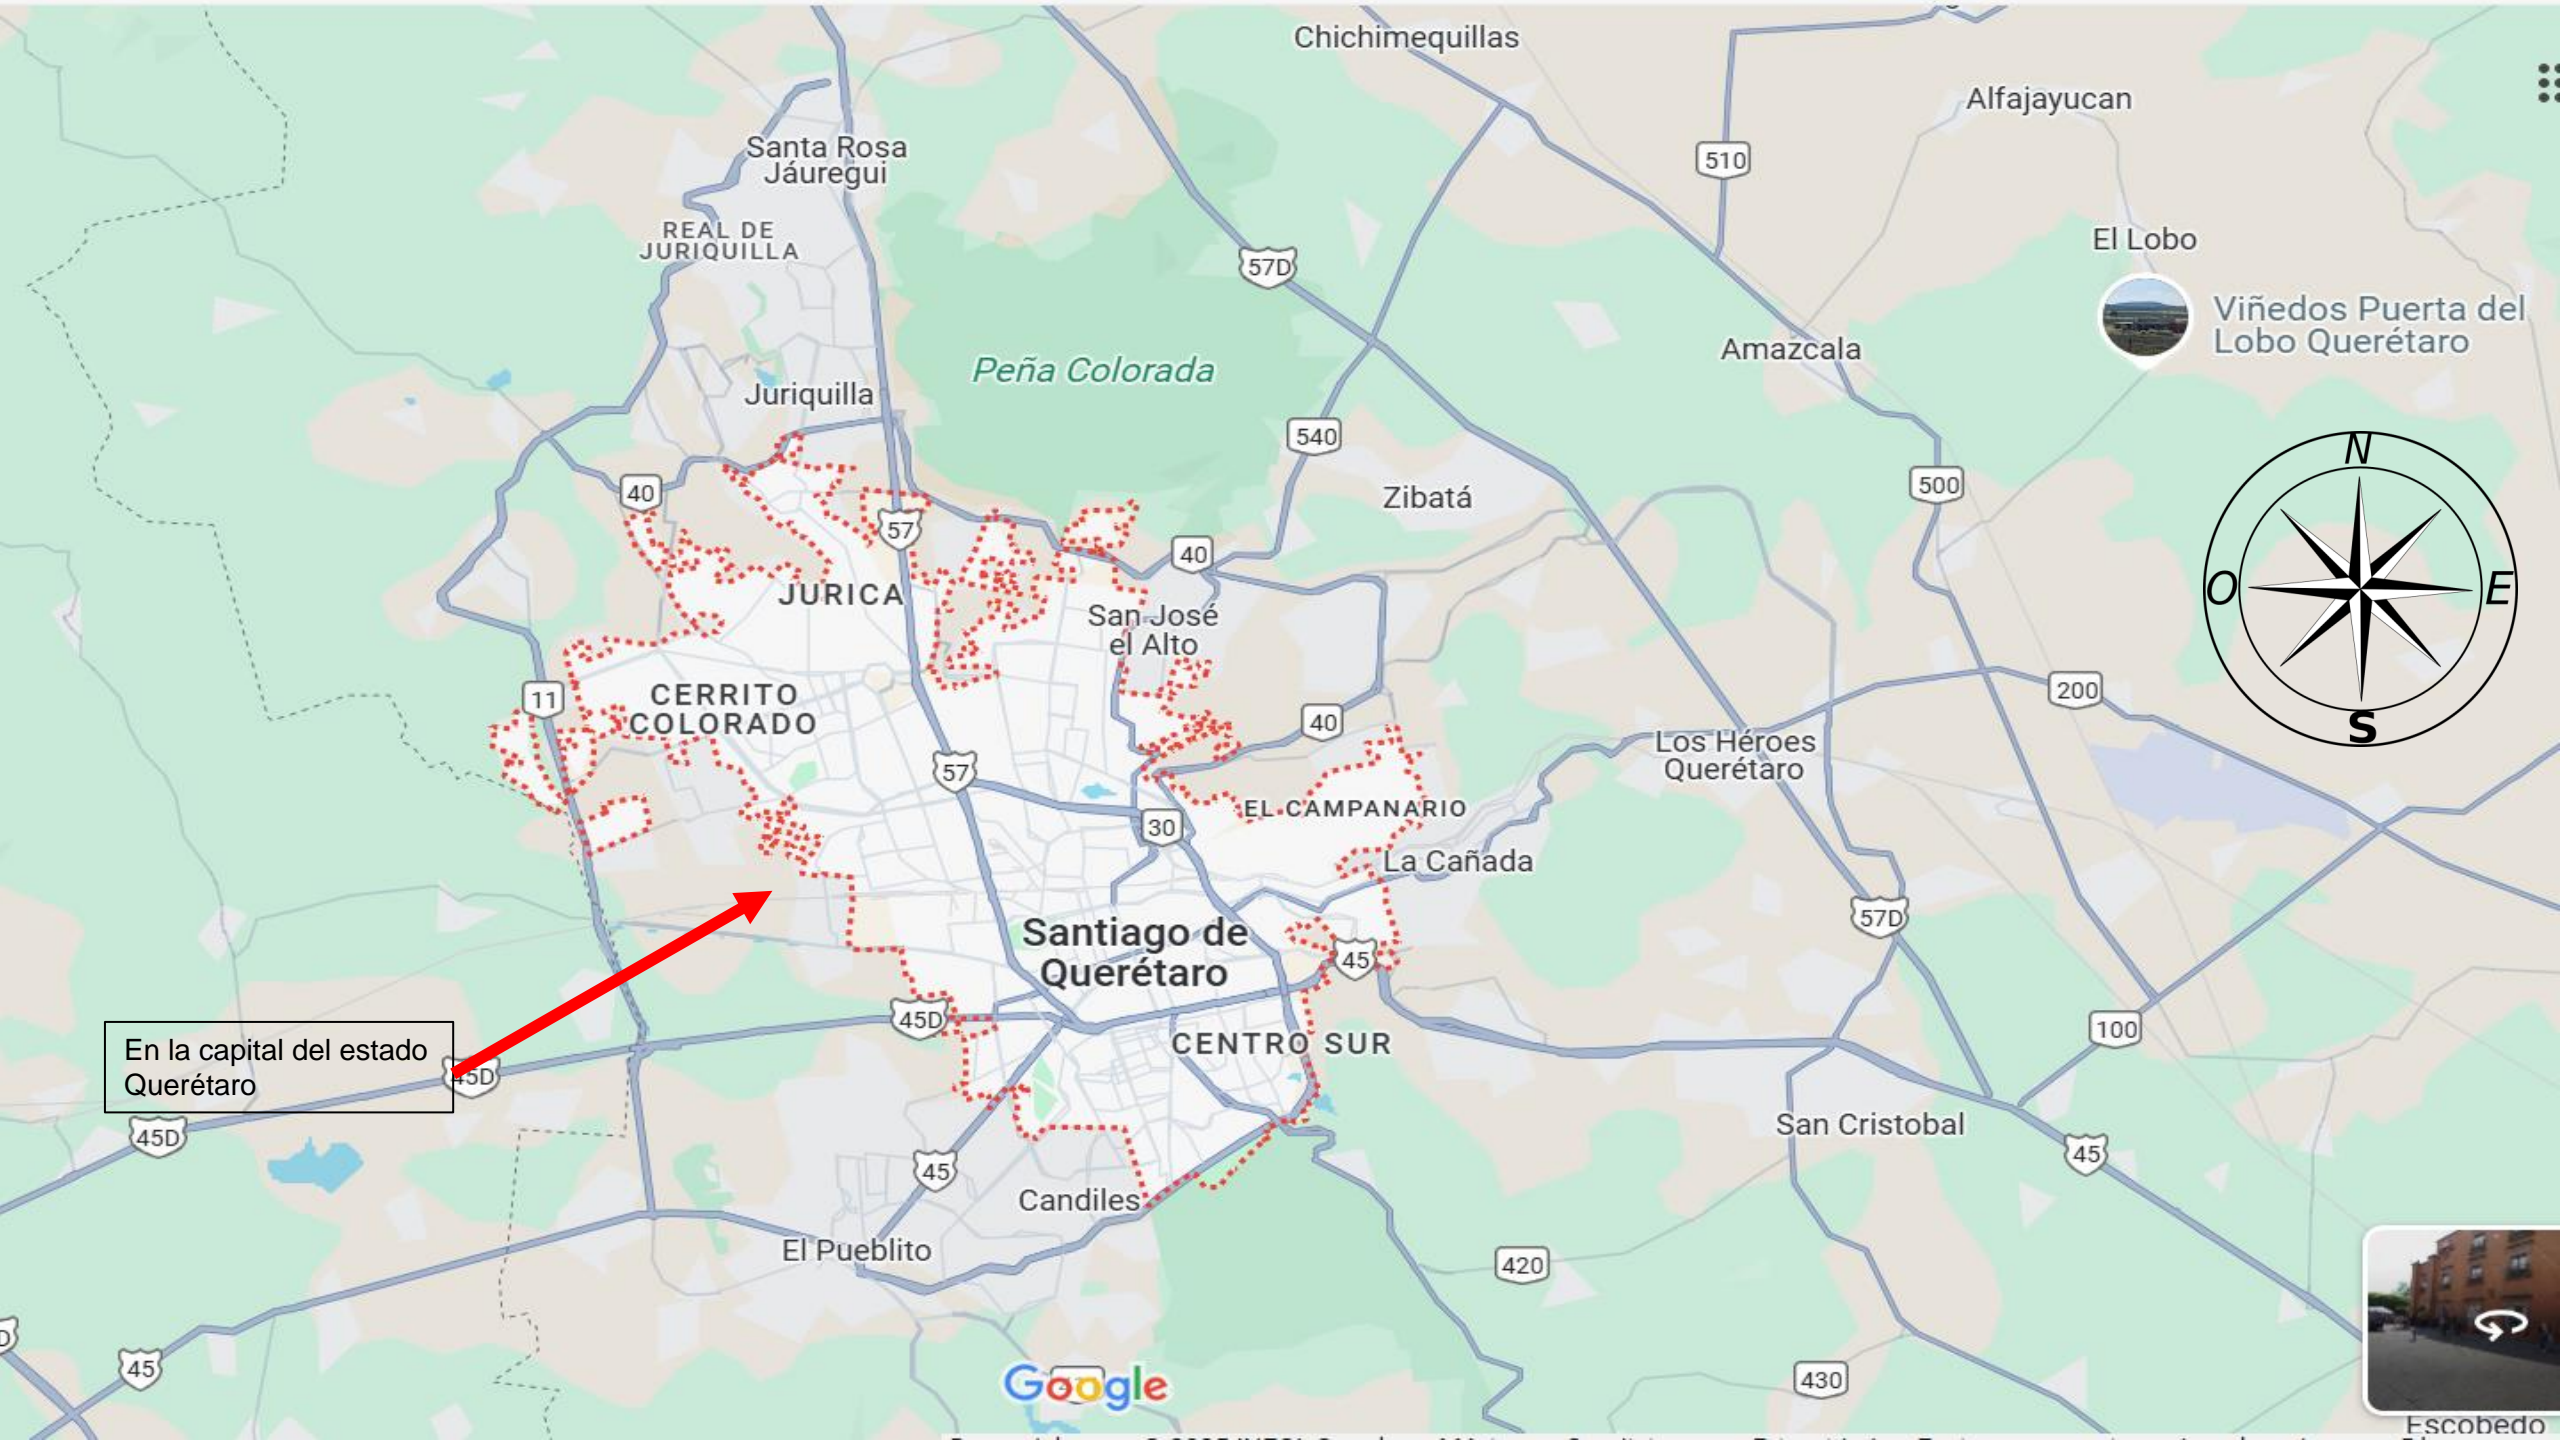 Chichimequillas
Alfajayucan
510
Santa Rosa
Jáuregui
REAL DE
JURIQUILLA
El Lobo
57D
Viñedos Puerta del
Lobo Querétaro
Amazcala
Peña Colorada
Juriquilla
540
N
40
Zibatá
500
57
40
O
E
JURICA
San José
el Alto
11
CERRITO
COLORADO
200
40
S
Los Héroes
Querétaro
57
EL CAMPANARIO
30
La Cañada
57D
Santiago de
Querétaro
45
45D
100
CENTRO SUR
En la capital del estado
Querétaro
45D
45D
San Cristobal
45
45
Candiles
El Pueblito
420
45
430
Google
Escobedo